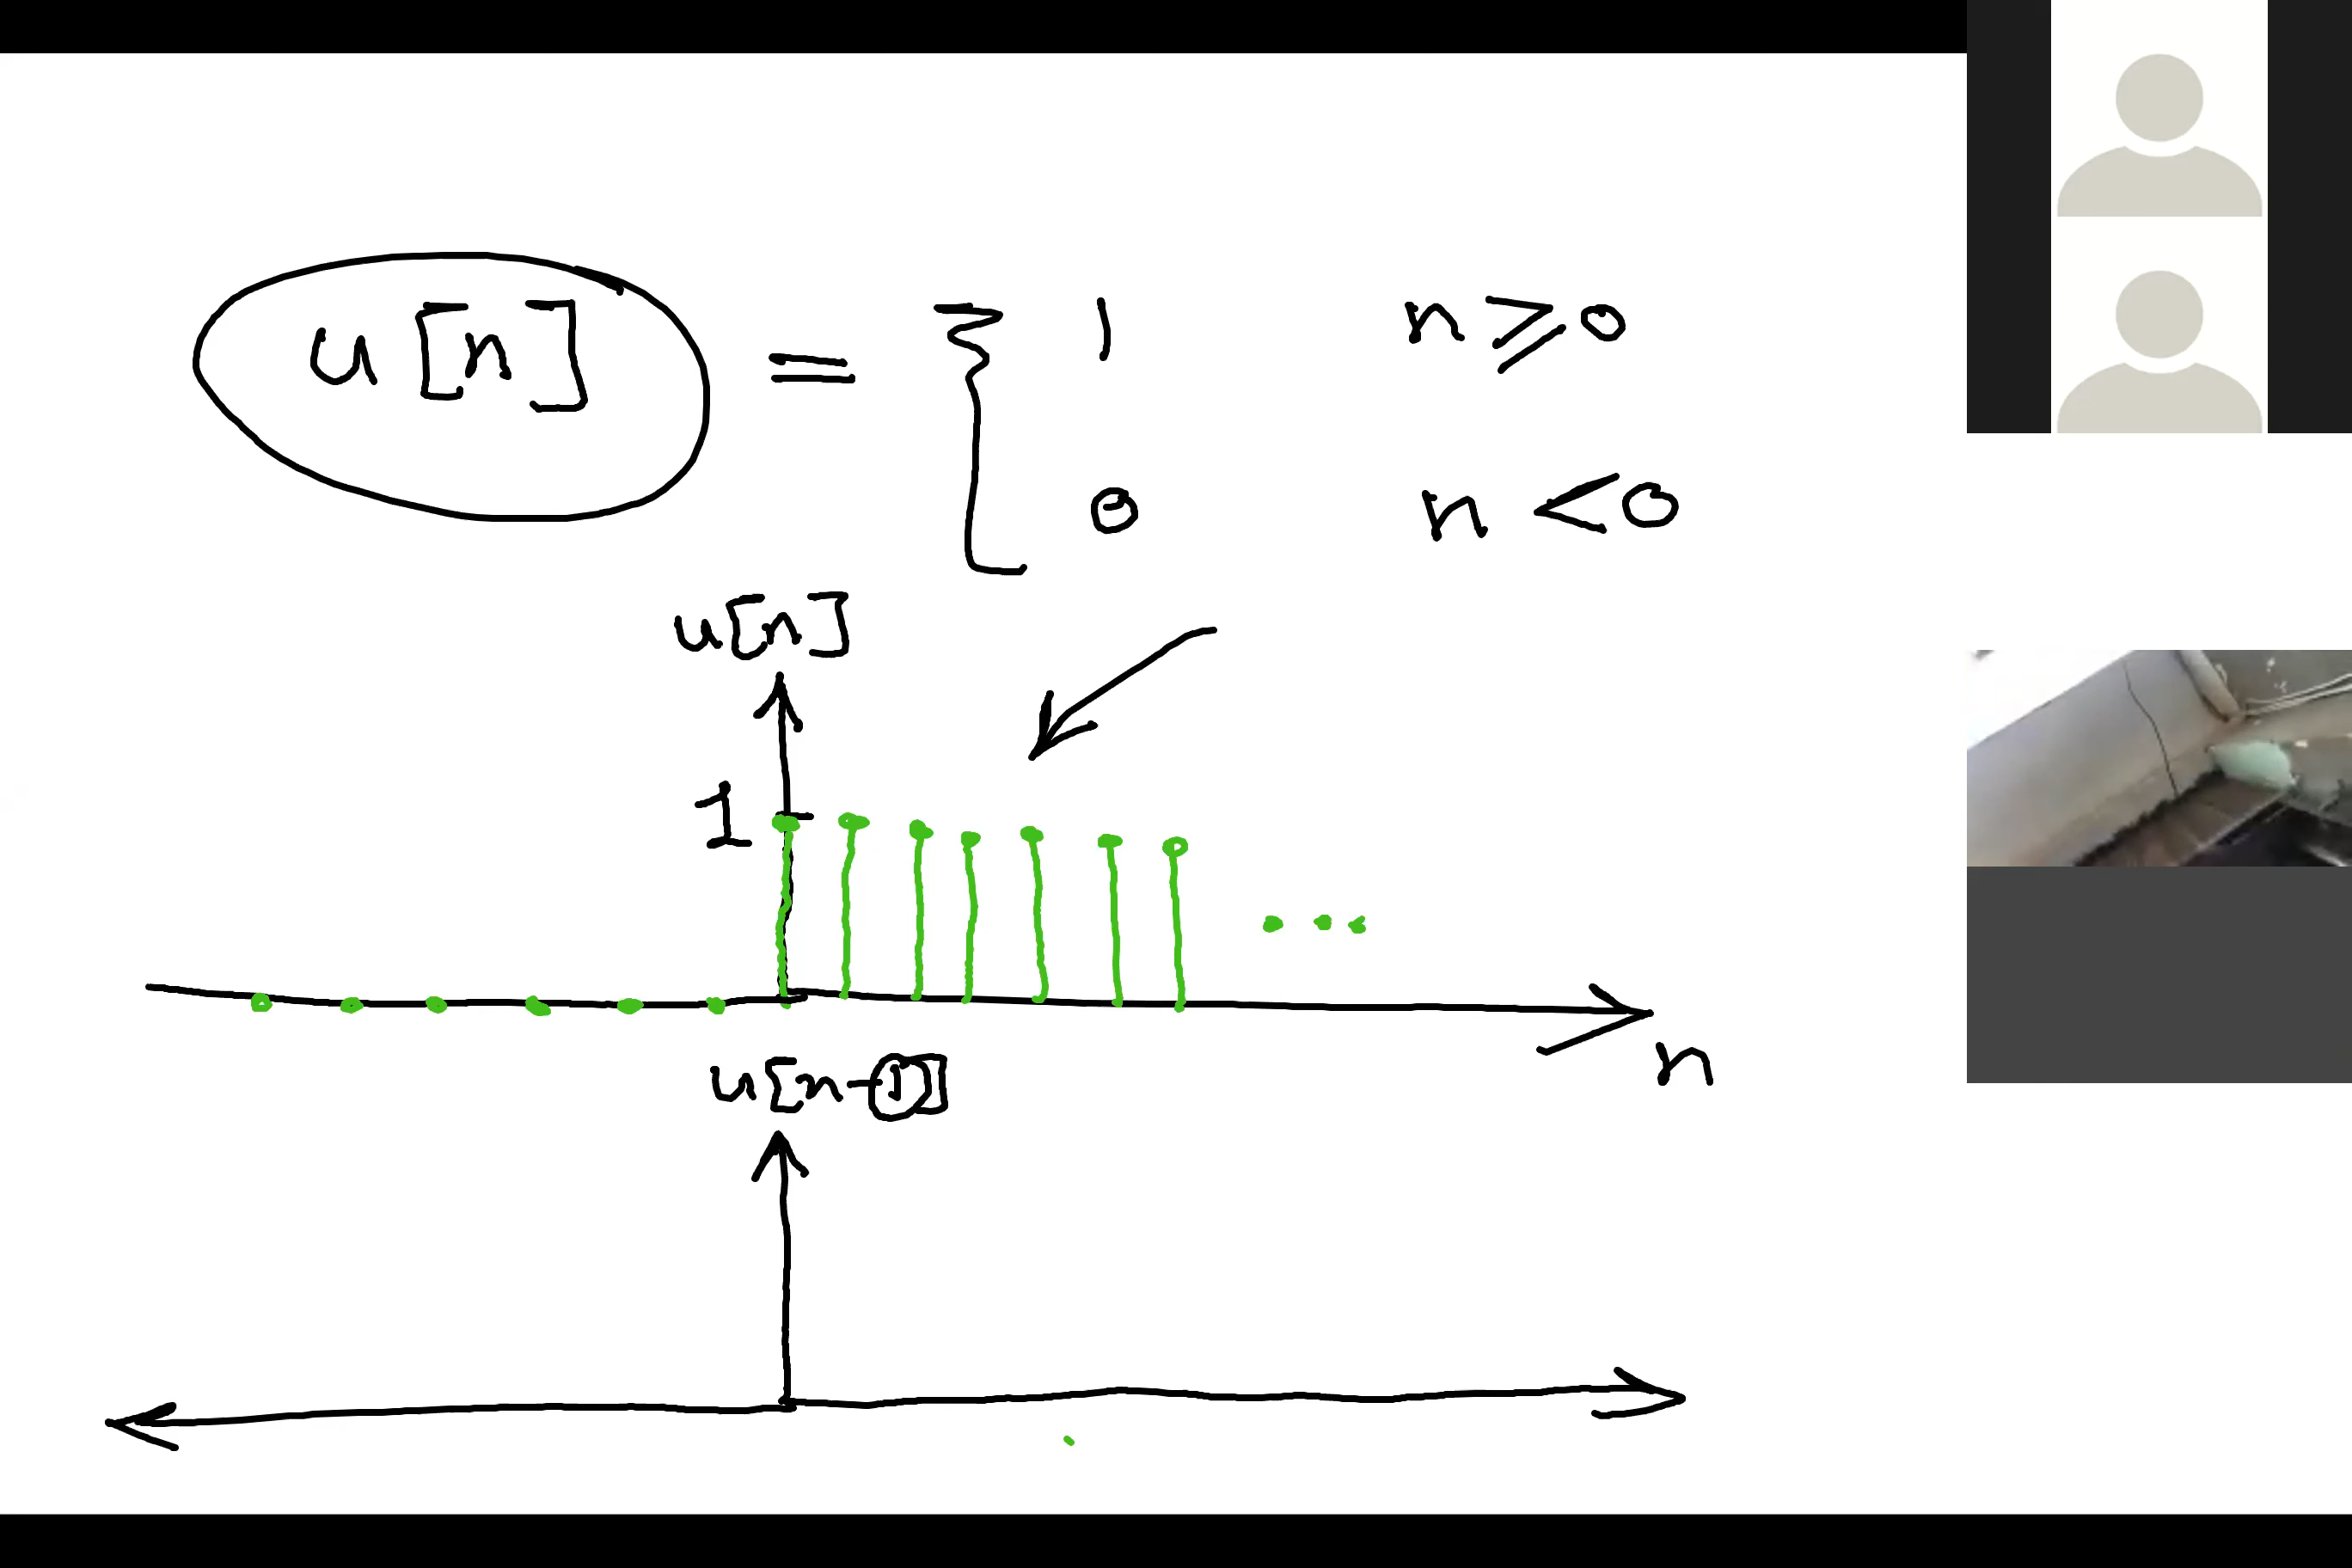 u[n] = { 1 n ≥ 0
0 n < 0
u[n]
1
n
u[n-1]